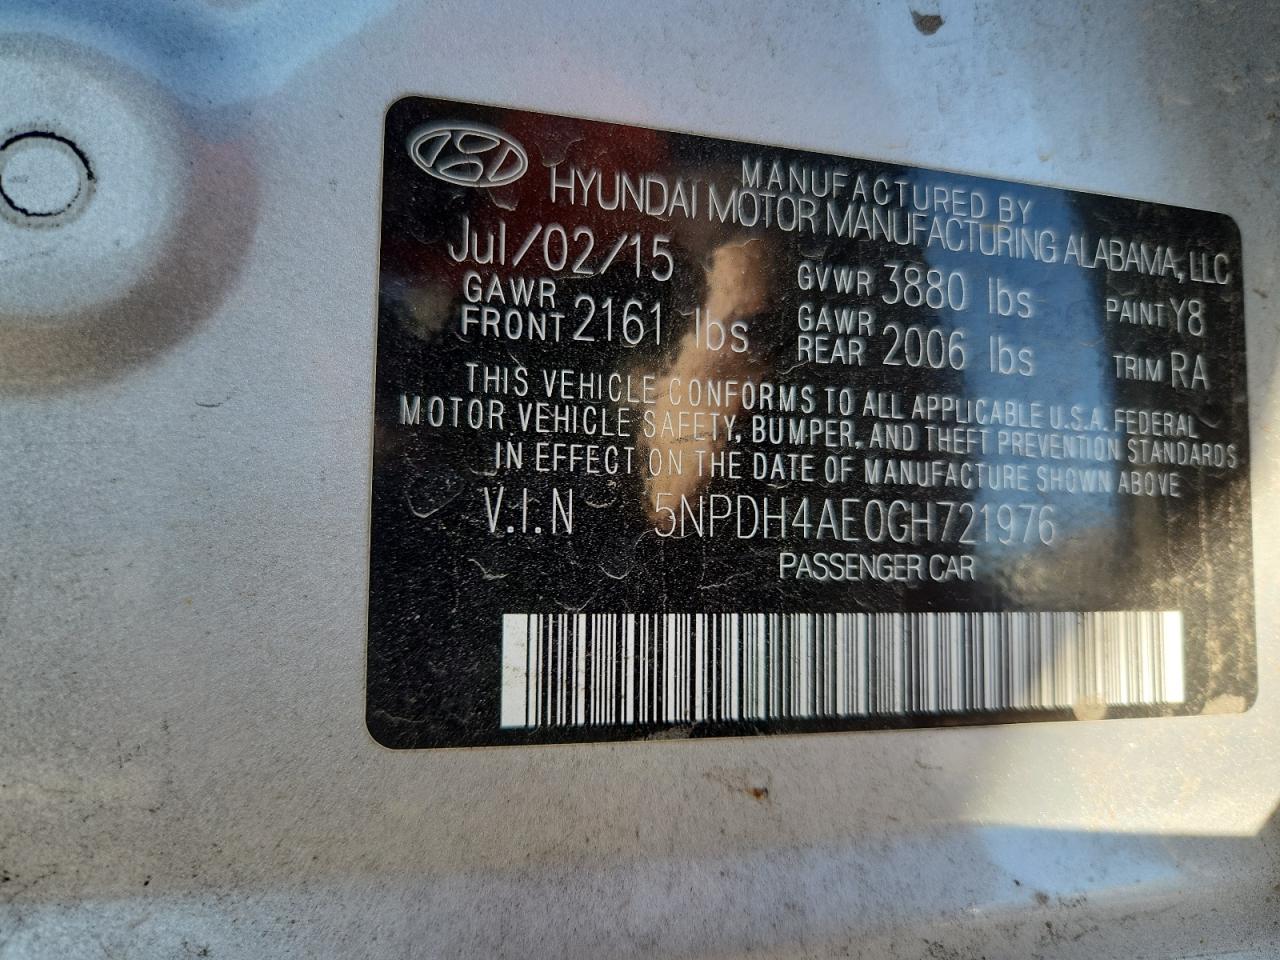 MANUFACTURED BY
HYUNDAI MOTOR MANUFACTURING ALABAMA, LLC
Jul/02/15 GVWR 3880 lbs PAINT Y8
GAWR FRONT 2161 lbs GAWR REAR 2006 lbs TRIM RA
THIS VEHICLE CONFORMS TO ALL APPLICABLE U.S.A. FEDERAL
MOTOR VEHICLE SAFETY, BUMPER, AND THEFT PREVENTION STANDARDS
IN EFFECT ON THE DATE OF MANUFACTURE SHOWN ABOVE
V.I.N 5NPDH4AE0GH721976
PASSENGER CAR